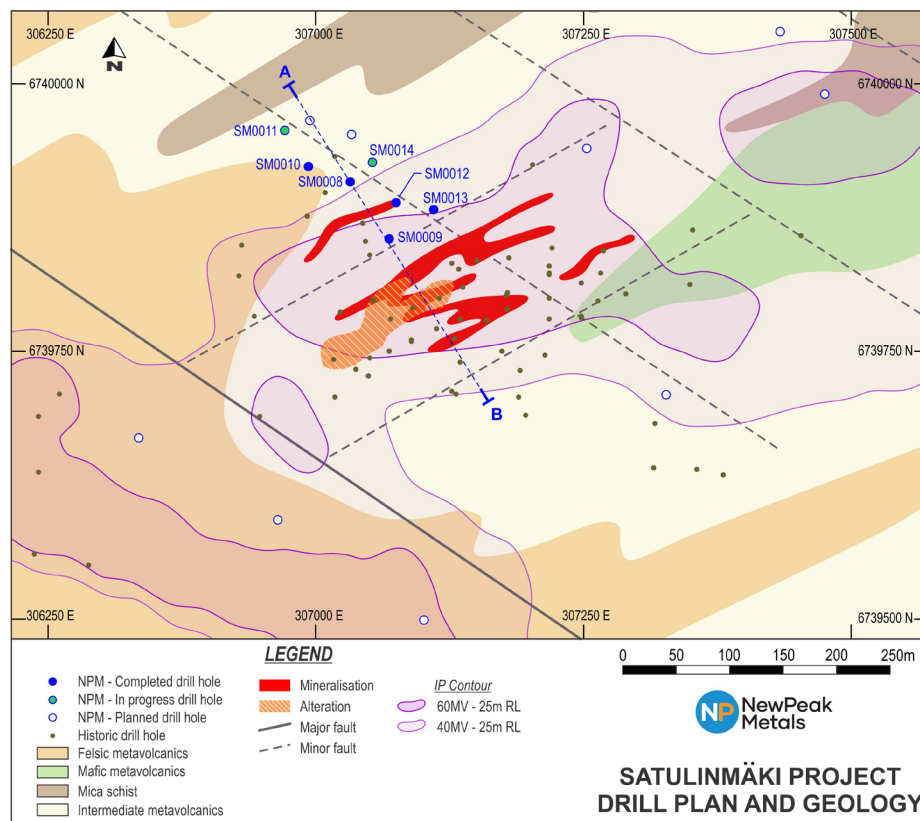 306250 E
307000 E
307250 E
307500 E
N
A
6740000 N
6740000 N
SM0011
SM0014
SM0010
SM0008
SM0012
SM0013
SM0009
6739750 N
6739750 N
B
306250 E
307000 E
307250 E
6739500 N
LEGEND
NPM - Completed drill hole
NPM - In progress drill hole
NPM - Planned drill hole
Historic drill hole
Felsic metavolcanics
Mafic metavolcanics
Mica schist
Intermediate metavolcanics
Mineralisation
Alteration
Major fault
Minor fault
IP Contour
60MV - 25m RL
40MV - 25m RL
0 50 100 150 200 250m
NP NewPeak
Metals
SATULINMÄKI PROJECT
DRILL PLAN AND GEOLOGY